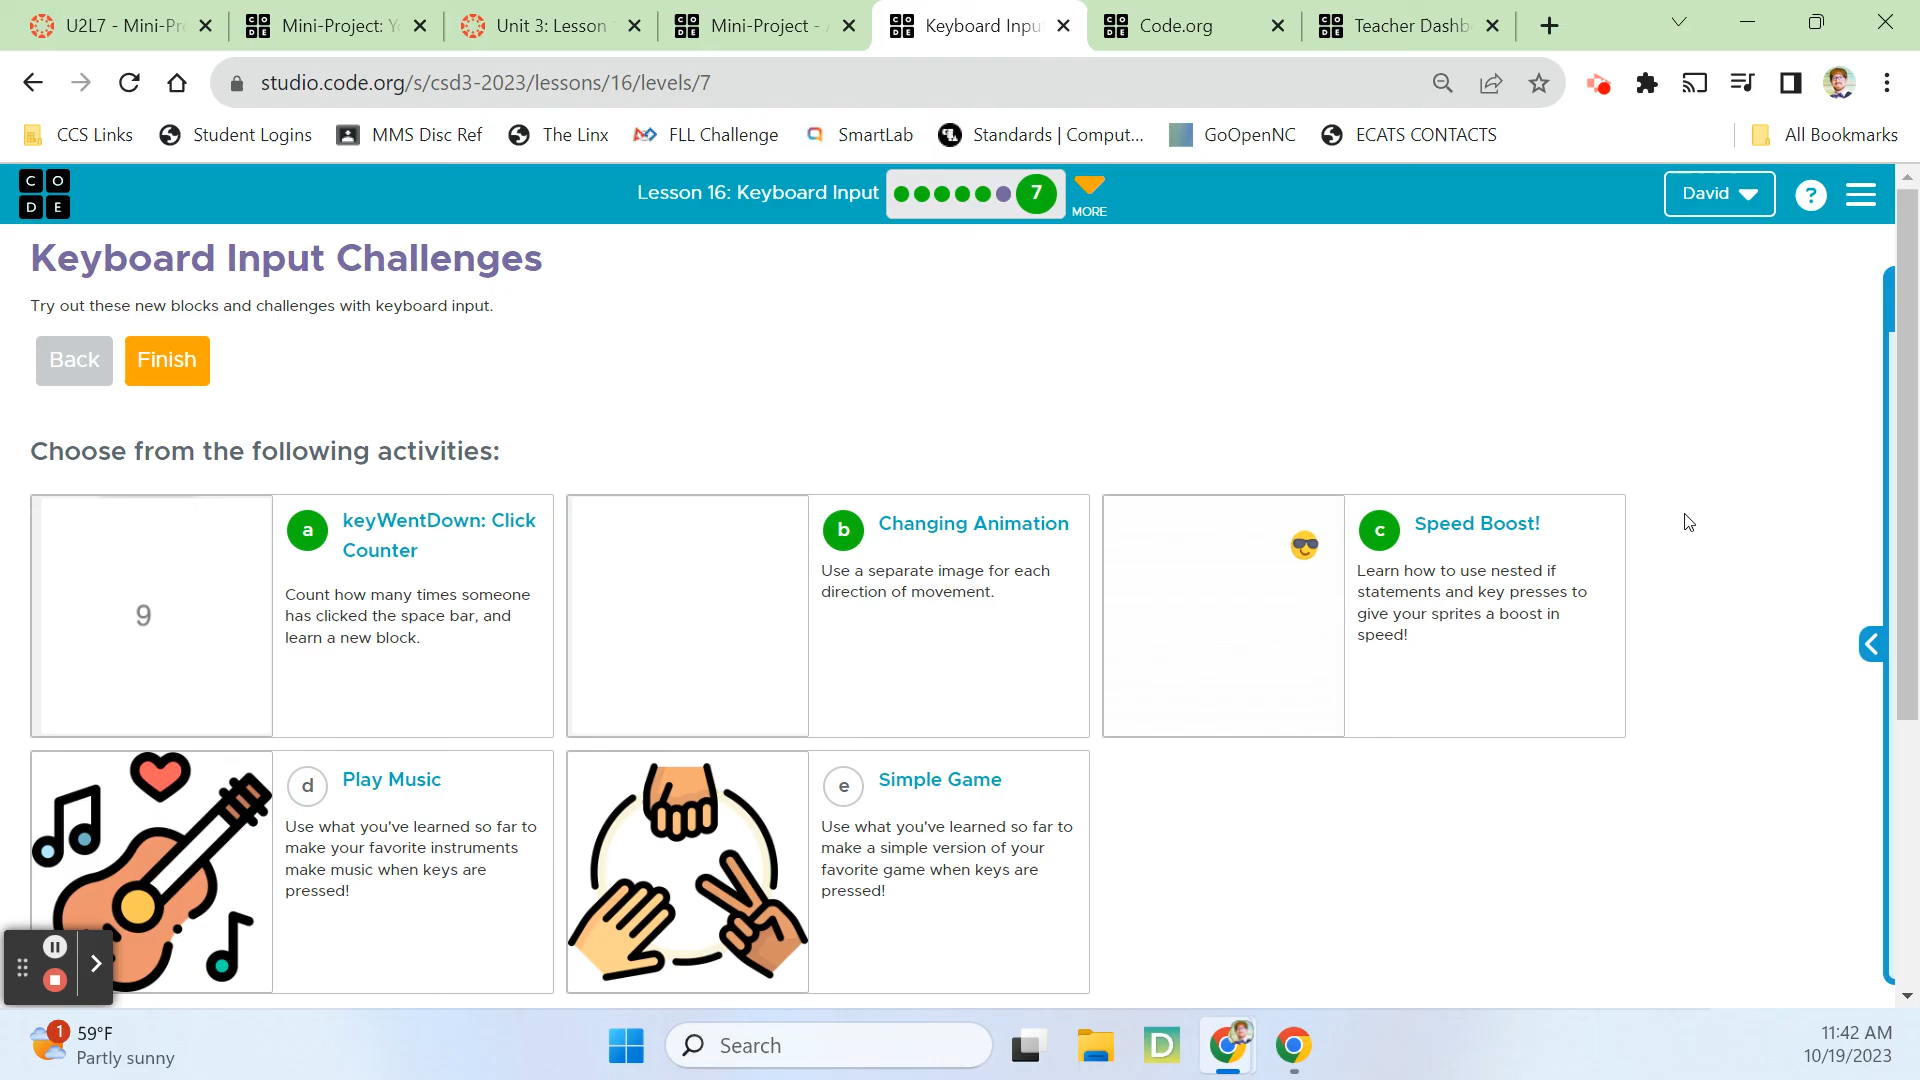 U2L7 - Mini-Pr
Mini-Project: Y
Unit 3: Lesson
Mini-Project -
Keyboard Inpu
Code.org
Teacher Dashb
studio.code.org/s/csd3-2023/lessons/16/levels/7
CCS Links
Student Logins
MMS Disc Ref
The Linx
FLL Challenge
SmartLab
Standards | Comput...
GoOpenNC
ECATS CONTACTS
All Bookmarks
C O
D E
Lesson 16: Keyboard Input
7
MORE
David
?
Keyboard Input Challenges
Try out these new blocks and challenges with keyboard input.
Back
Finish
Choose from the following activities:
9
a
keyWentDown: Click
Counter
Count how many times someone
has clicked the space bar, and
learn a new block.
b
Changing Animation
Use a separate image for each
direction of movement.
c
Speed Boost!
Learn how to use nested if
statements and key presses to
give your sprites a boost in
speed!
d
Play Music
Use what you've learned so far to
make your favorite instruments
make music when keys are
pressed!
e
Simple Game
Use what you've learned so far to
make a simple version of your
favorite game when keys are
pressed!
1
59°F
Partly sunny
Search
D
11:42 AM
10/19/2023